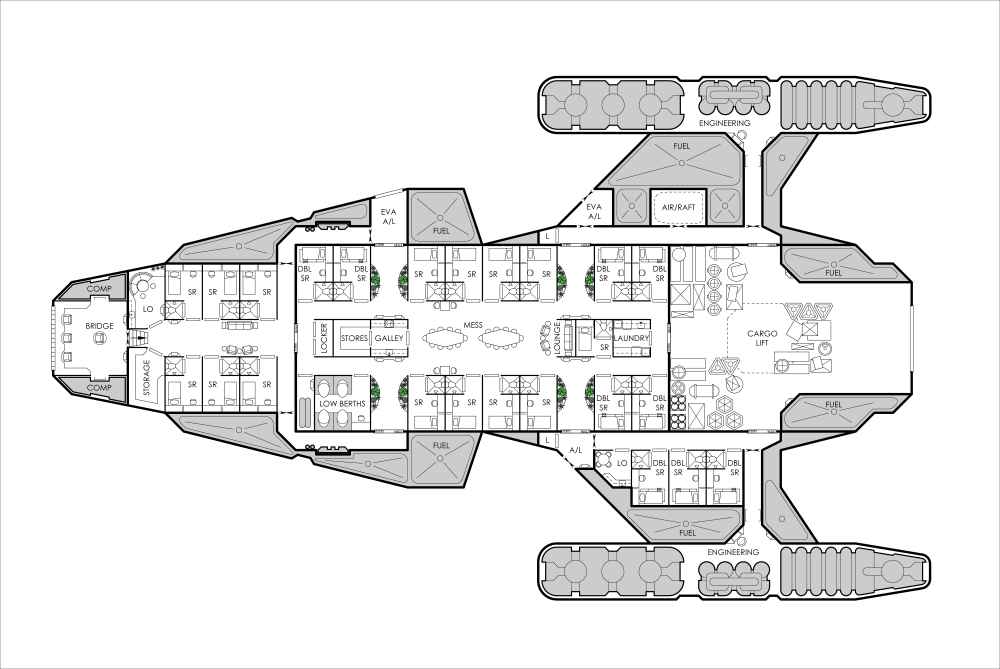 ENGINEERING
FUEL
EVA
A/L
AIR/RAFT
EVA
A/L
FUEL
L
DBL
SR
DBL
SR
SR
SR
SR
SR
DBL
SR
DBL
SR
FUEL
SR
SR
SR
COMP
LO
BRIDGE
STORAGE
COMP
LOCKER
STORES
GALLEY
MESS
LOUNGE
SR
LAUNDRY
CARGO
LIFT
SR
SR
SR
LOW BERTHS
SR
SR
SR
SR
DBL
SR
DBL
SR
FUEL
FUEL
L
A/L
LO
DBL
SR
DBL
SR
DBL
SR
FUEL
ENGINEERING